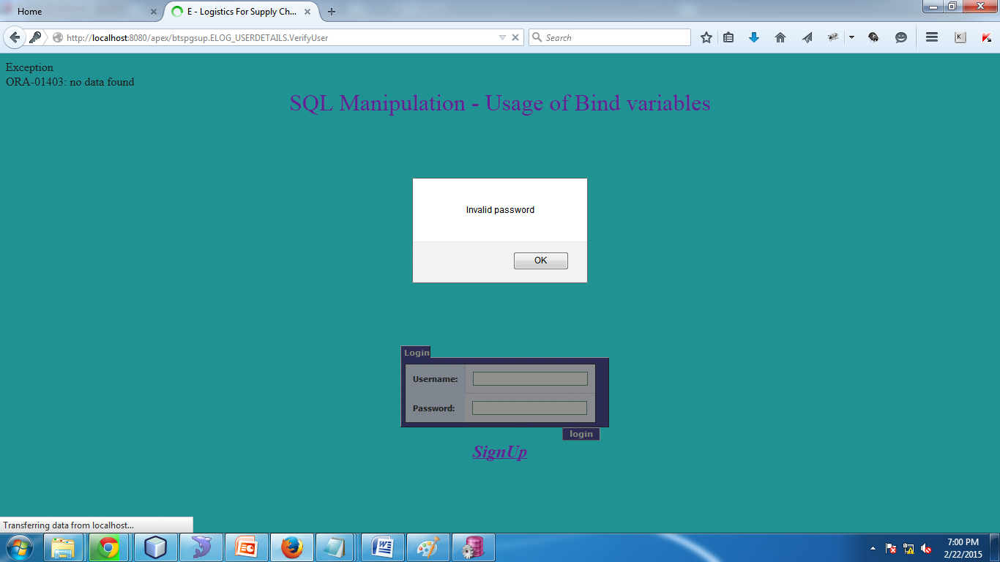 Home
E - Logistics For Supply Ch...
http://localhost:8080/apex/btspgsup.ELOG_USERDETAILS.VerifyUser
Search
K
Exception
ORA-01403: no data found
SQL Manipulation - Usage of Bind variables
Invalid password
OK
Login
Username:
Password:
login
SignUp
Transferring data from localhost...
7:00 PM
2/22/2015